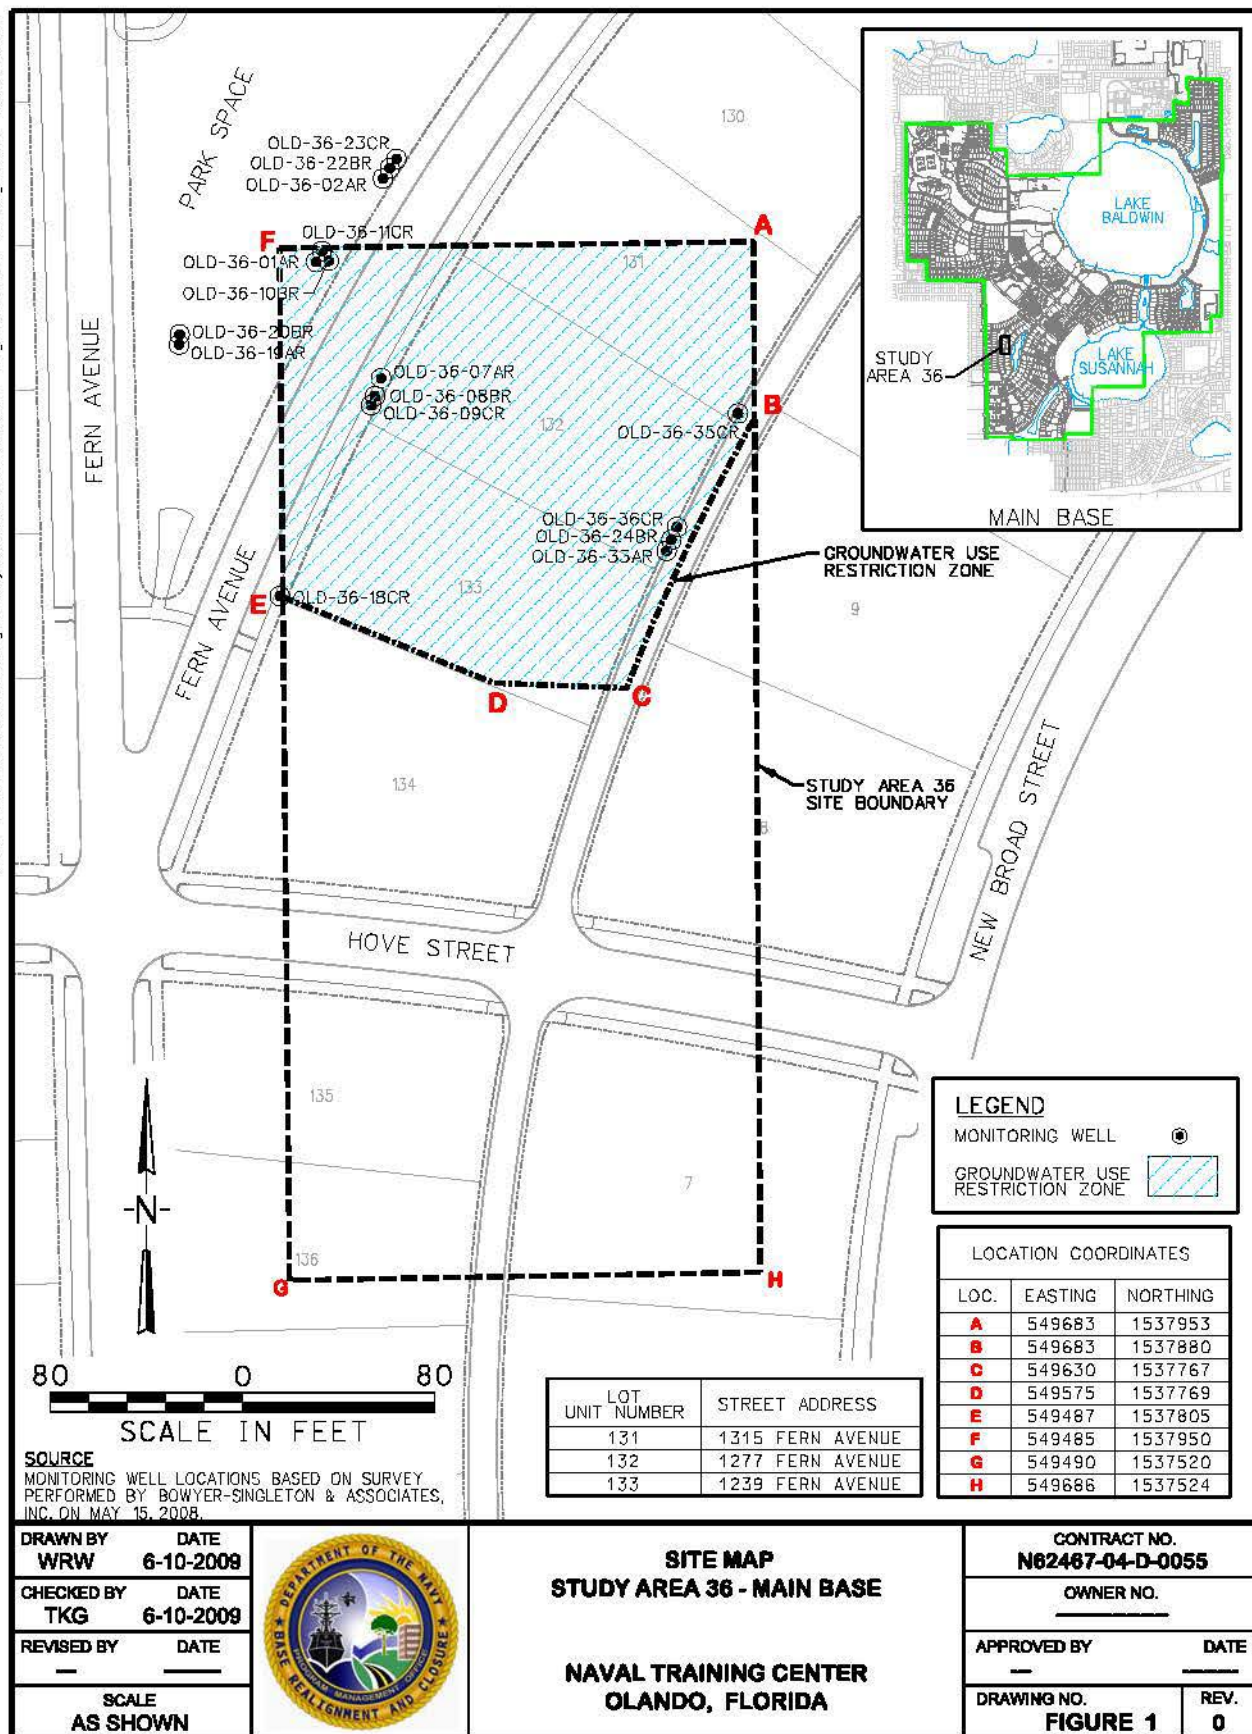 130
PARK SPACE
OLD-36-23CR
OLD-36-22BR
OLD-36-02AR
LAKE
BALDWIN
LAKE
SUSANNAH
STUDY
AREA 36
MAIN BASE
F
A
OLD-36-11CR
131
OLD-36-01AR
OLD-36-10BR
OLD-36-20BR
OLD-36-19AR
FERN AVENUE
OLD-36-07AR
OLD-36-08BR
OLD-36-09CR
132
B
OLD-36-35CR
OLD-36-36CR
OLD-36-24BR
OLD-36-33AR
GROUNDWATER USE
RESTRICTION ZONE
E
OLD-36-18CR
133
9
FERN AVENUE
D
C
134
STUDY AREA 36
SITE BOUNDARY
8
NEW BROAD STREET
HOVE STREET
135
7
136
G
H
-N-
LEGEND
MONITORING WELL
GROUNDWATER USE
RESTRICTION ZONE
LOCATION COORDINATES
LOC. EASTING NORTHING
A 549683 1537953
B 549683 1537880
C 549630 1537767
D 549575 1537769
E 549487 1537805
F 549485 1537950
G 549490 1537520
H 549686 1537524
80 0 80
SCALE IN FEET
LOT
UNIT NUMBER STREET ADDRESS
131 1315 FERN AVENUE
132 1277 FERN AVENUE
133 1239 FERN AVENUE
SOURCE
MONITORING WELL LOCATIONS BASED ON SURVEY
PERFORMED BY BOWYER-SINGLETON & ASSOCIATES,
INC. ON MAY 15, 2008.
DRAWN BY DATE
WRW 6-10-2009
CHECKED BY DATE
TKG 6-10-2009
REVISED BY DATE
SCALE
AS SHOWN
DEPARTMENT OF THE NAVY
BASE REALIGNMENT AND CLOSURE
PROGRAM MANAGEMENT OFFICE
SITE MAP
STUDY AREA 36 - MAIN BASE
NAVAL TRAINING CENTER
OLANDO, FLORIDA
CONTRACT NO.
N62467-04-D-0055
OWNER NO.
APPROVED BY DATE
DRAWING NO. REV.
FIGURE 1 0